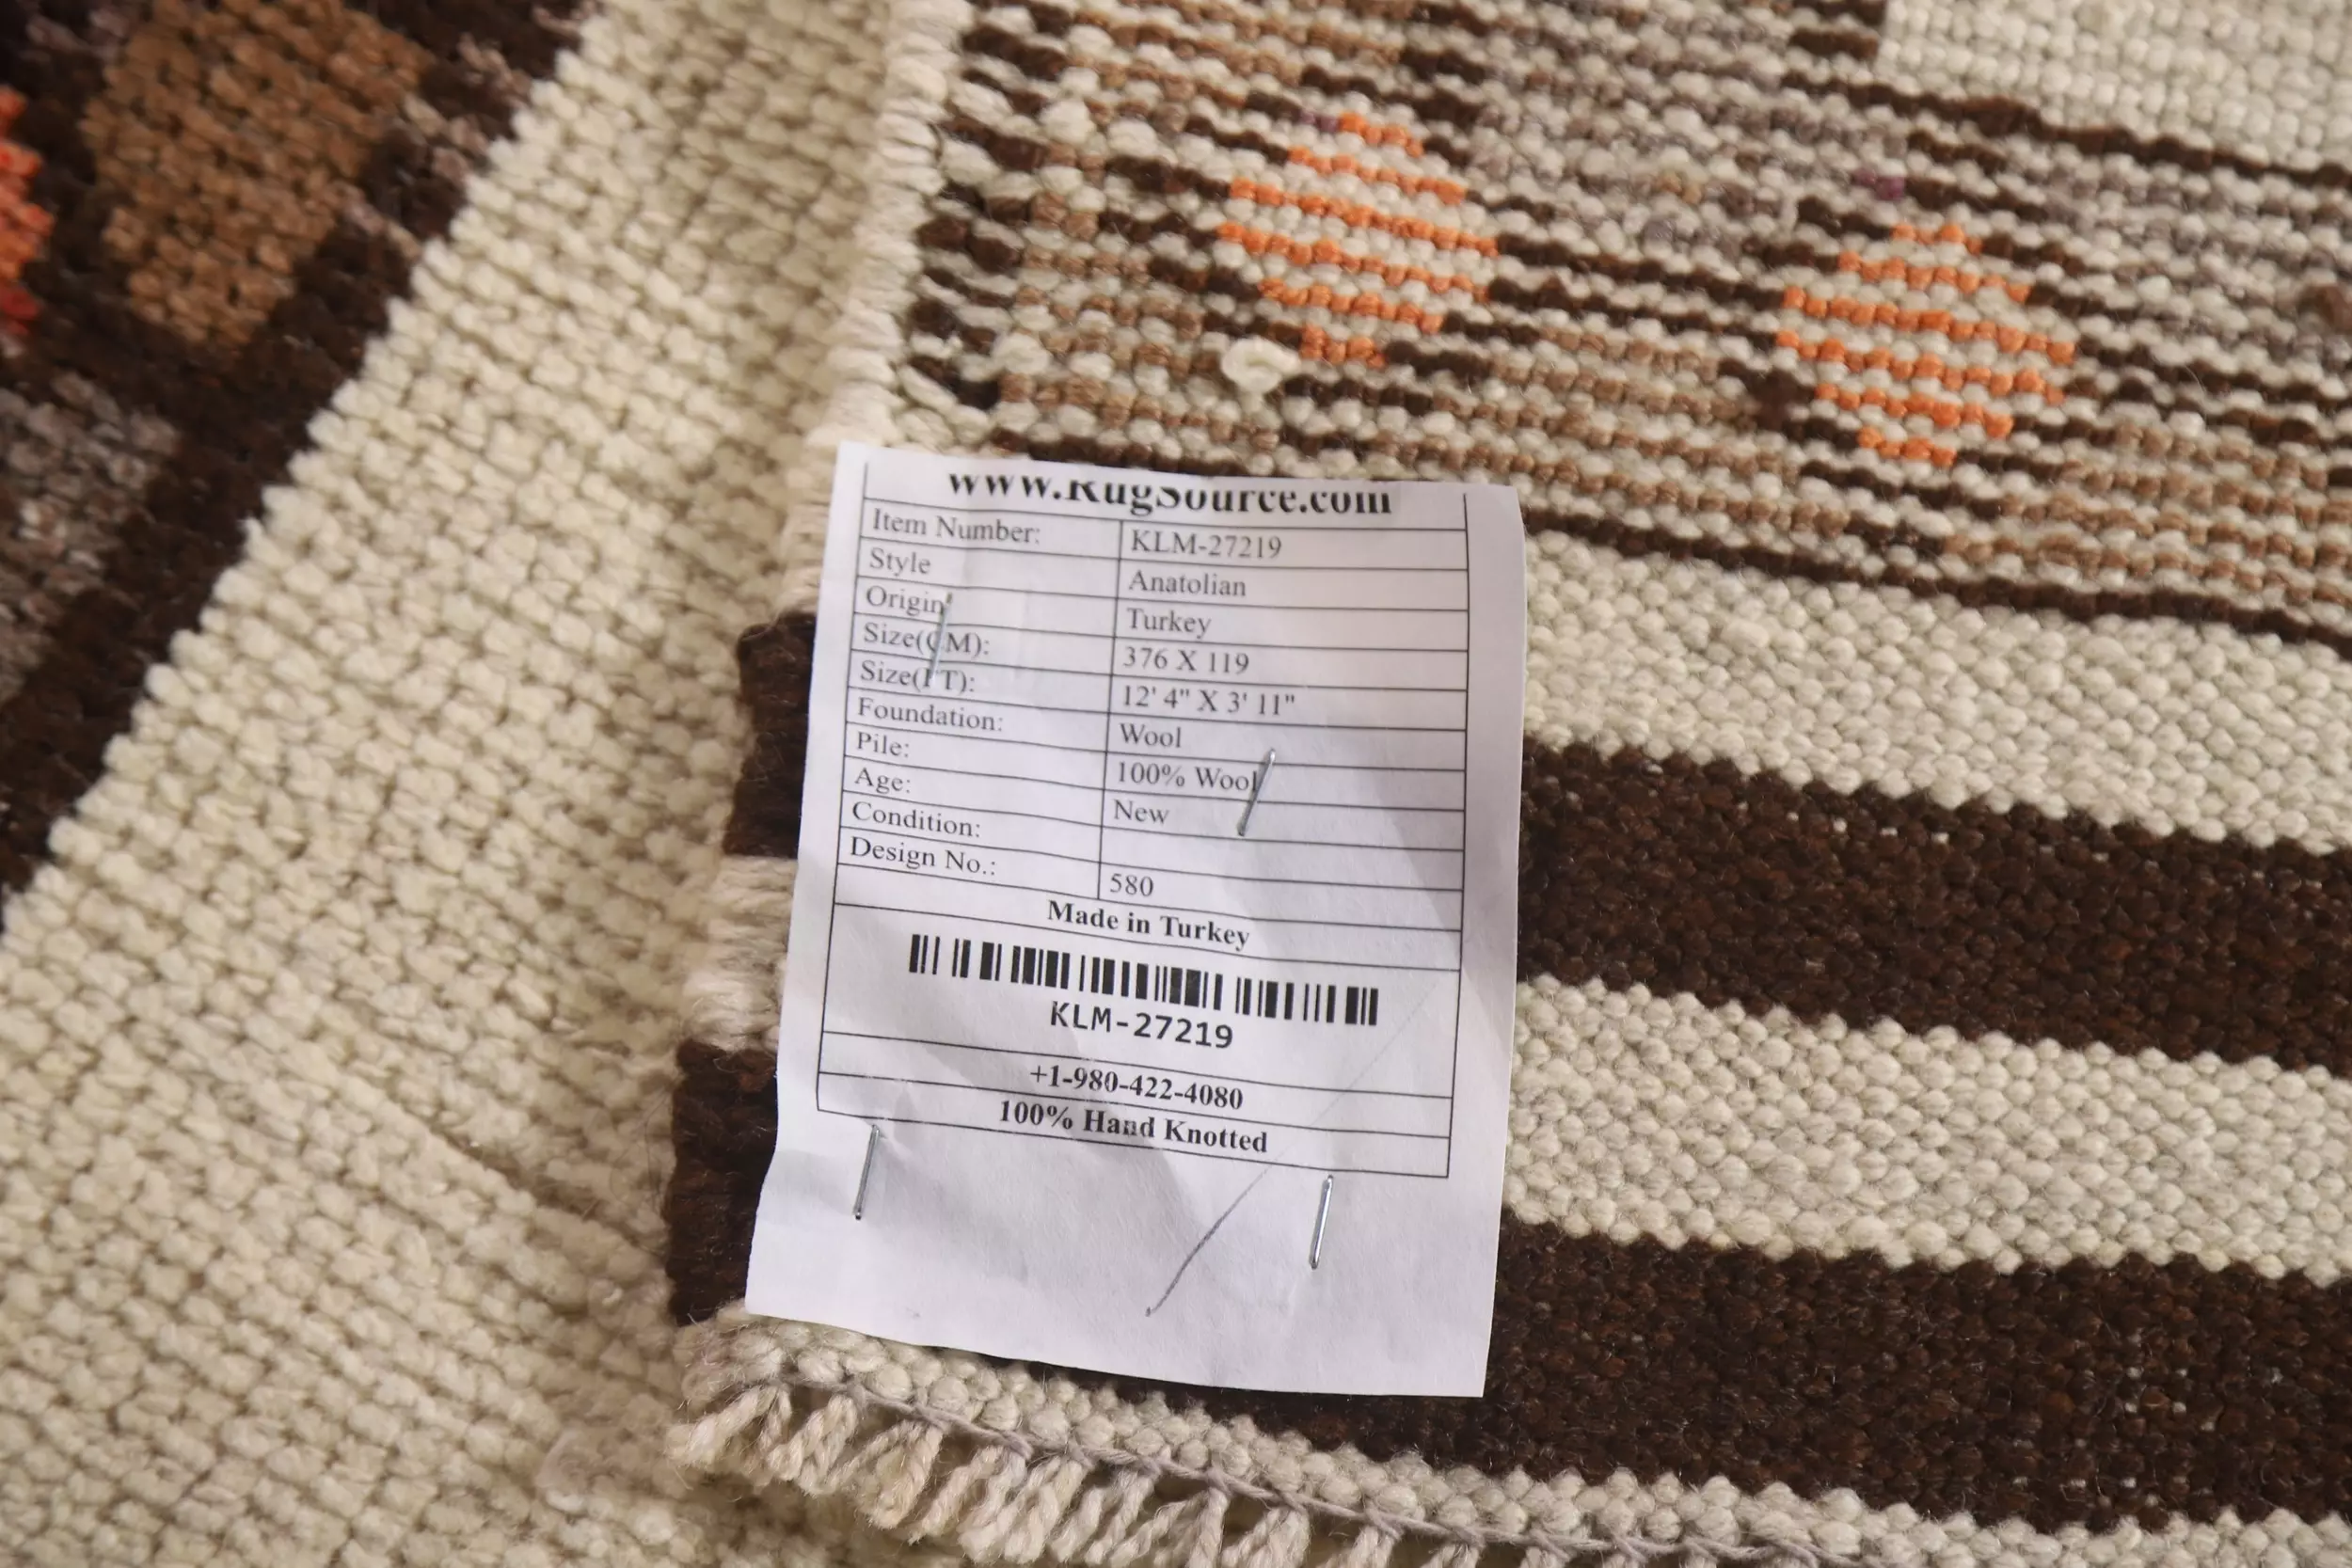 www.RugSource.com
Item Number: KLM-27219
Style Anatolian
Origin Turkey
Size(CM): 376 X 119
Size(FT): 12' 4" X 3' 11"
Foundation: Wool
Pile: 100% Wool
Age: New
Condition:
Design No.: 580
Made in Turkey
KLM-27219
+1-980-422-4080
100% Hand Knotted